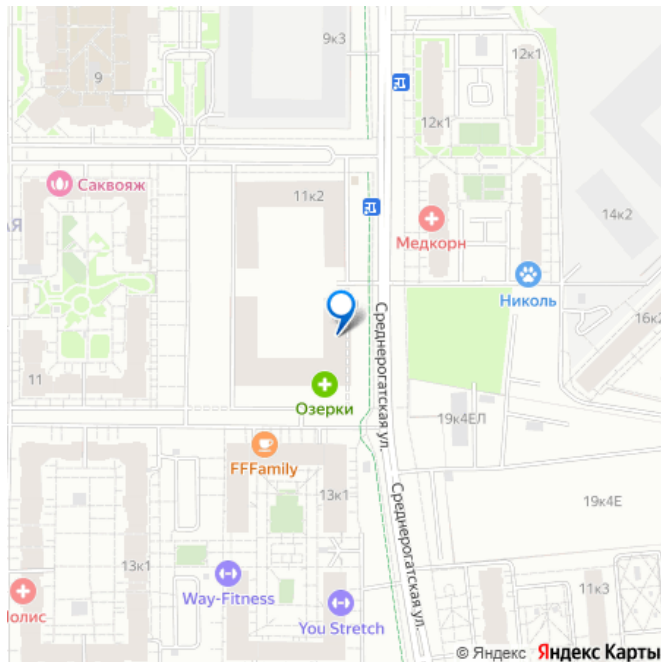 9к3
12к1
9
12к1
Саквояж
11к2
14к2
АЯ
Медкорн
Николь
Среднерогатская ул.
16к2
11
Озерки
19к4ЕЛ
FFFamily
13к1
Среднерогатская ул.
19к4Е
13к1
Way-Fitness
11к3
Полис
You Stretch
© Яндекс Яндекс Карты